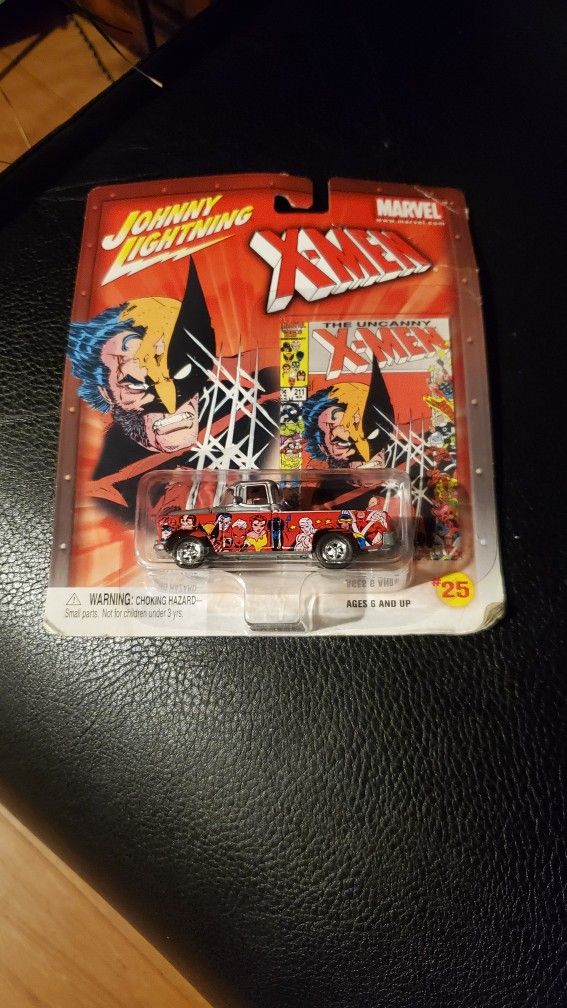 JOHNNY
LIGHTNING
MARVEL
www.marvel.com
X-MEN
THE UNCANNY
X-MEN
211
WARNING: CHOKING HAZARD—
Small parts. Not for children under 3 yrs.
AGES 6 AND UP
#25